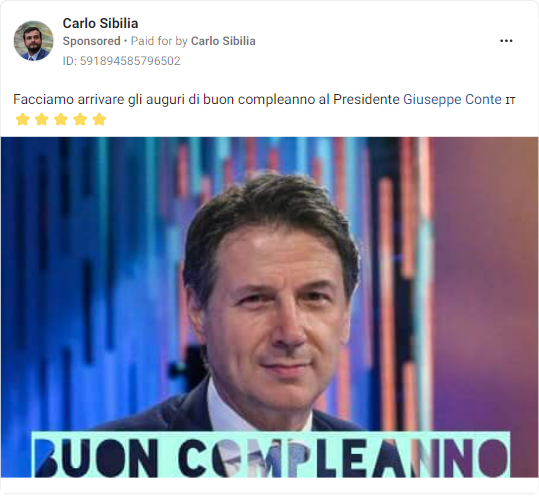 Carlo Sibilia
Sponsored • Paid for by Carlo Sibilia
ID: 591894585796502
Facciamo arrivare gli auguri di buon compleanno al Presidente Giuseppe Conte IT
BUON COMPLEANNO